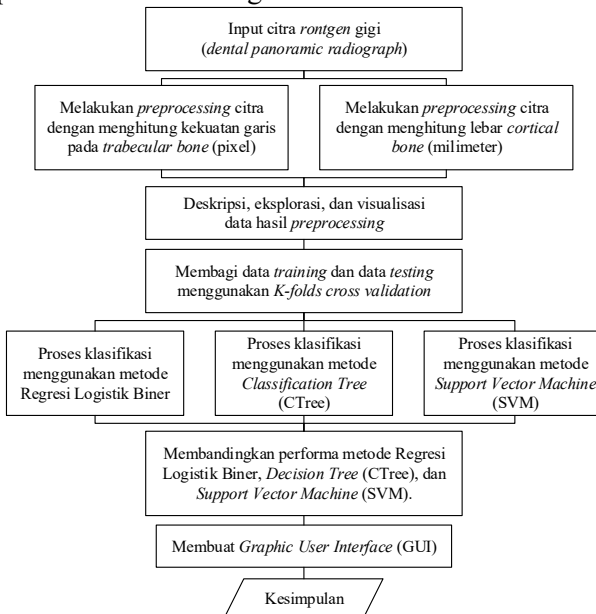 Input citra rontgen gigi
(dental panoramic radiograph)
Melakukan preprocessing citra
dengan menghitung kekuatan garis
pada trabecular bone (pixel)
Melakukan preprocessing citra
dengan menghitung lebar cortical
bone (milimeter)
Deskripsi, eksplorasi, dan visualisasi
data hasil preprocessing
Membagi data training dan data testing
menggunakan K-folds cross validation
Proses klasifikasi
menggunakan metode
Regresi Logistik Biner
Proses klasifikasi
menggunakan metode
Classification Tree
(CTree)
Proses klasifikasi
menggunakan metode
Support Vector Machine
(SVM)
Membandingkan performa metode Regresi
Logistik Biner, Decision Tree (CTree), dan
Support Vector Machine (SVM).
Membuat Graphic User Interface (GUI)
Kesimpulan